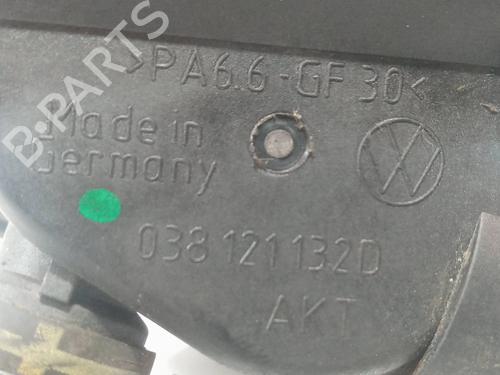 >PA6.6-GF30<
Made in
Germany
038 121 132D
AKT
B-PARTS